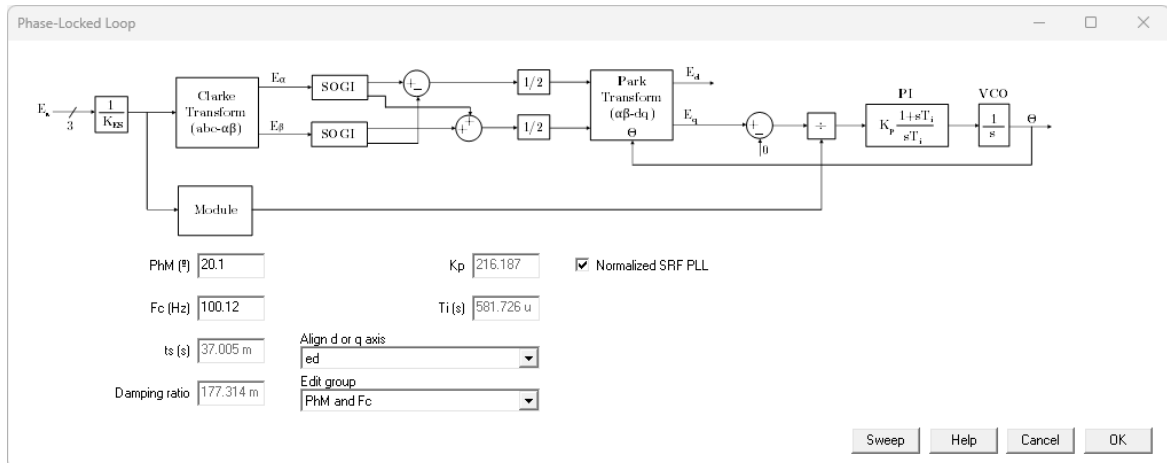 Phase-Locked Loop
E_a
3
1
K_ES
Clarke
Transform
(abc-αβ)
Eα
Eβ
SOGI
SOGI
+
−
+
+
1/2
1/2
Park
Transform
(αβ-dq)
Θ
E_d
E_q
+
−
0
÷
PI
K_P 1+sT_i
sT_i
VCO
1
s
Θ
Module
PhM (º) 20.1
Kp 216.187
Normalized SRF PLL
Fc (Hz) 100.12
Ti (s) 581.726 u
ts (s) 37.005 m
Align d or q axis
ed
Damping ratio 177.314 m
Edit group
PhM and Fc
Sweep Help Cancel OK